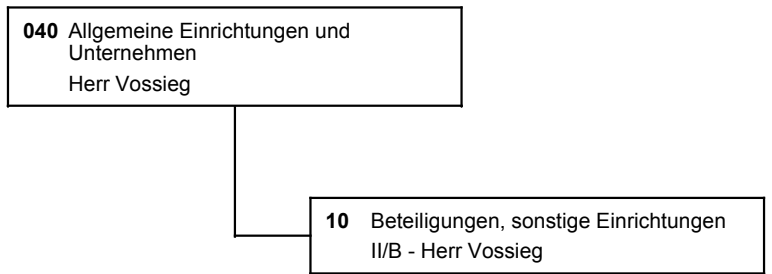 040 Allgemeine Einrichtungen und
Unternehmen
Herr Vossieg
10 Beteiligungen, sonstige Einrichtungen
II/B - Herr Vossieg